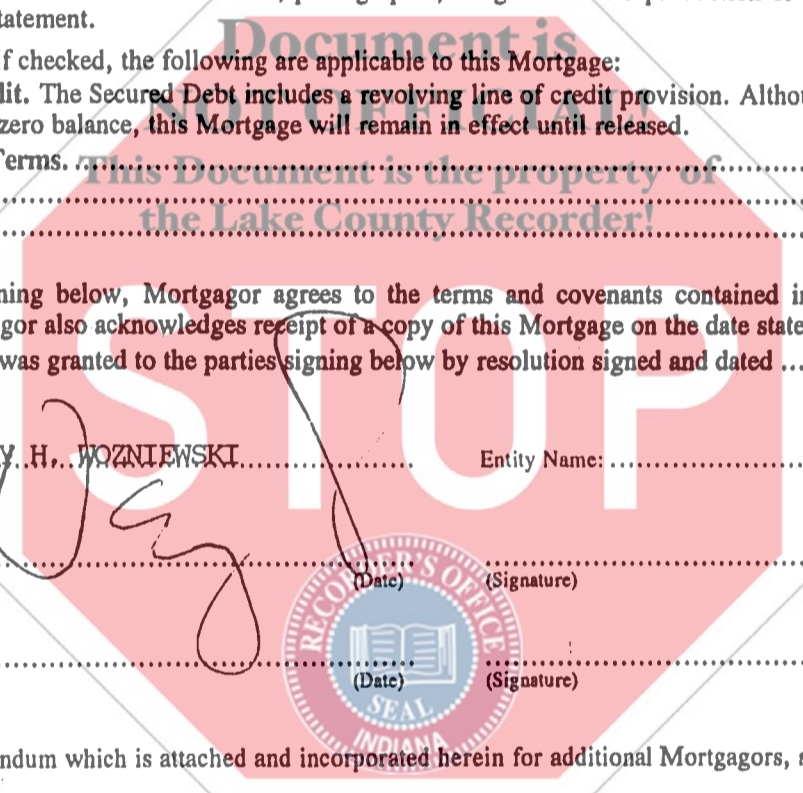 tatement.
Document is
f checked, the following are applicable to this Mortgage:
lit. The Secured Debt includes a revolving line of credit provision. Althou
NOT OFFICIAL!
zero balance, this Mortgage will remain in effect until released.
Terms.
This Document is the property of
the Lake County Recorder!
ning below, Mortgagor agrees to the terms and covenants contained in
gor also acknowledges receipt of a copy of this Mortgage on the date state
was granted to the parties signing below by resolution signed and dated ...
STOP
Y H. WOZNIEWSKI
Entity Name:
(Date) (Signature)
RECORDER'S OFFICE
(Date) (Signature)
SEAL
INDIANA
ndum which is attached and incorporated herein for additional Mortgagors,